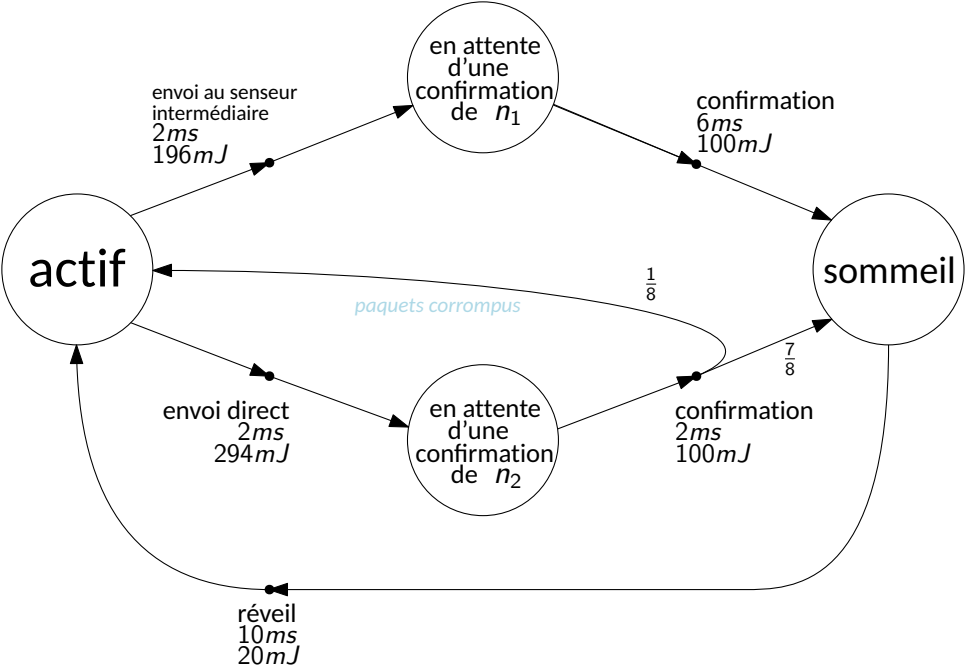 en attente
d'une
confirmation
de n1
envoi au senseur
intermédiaire
2ms
196mJ
confirmation
6ms
100mJ
actif
sommeil
1/8
paquets corrompus
7/8
envoi direct
2ms
294mJ
en attente
d'une
confirmation
de n2
confirmation
2ms
100mJ
réveil
10ms
20mJ